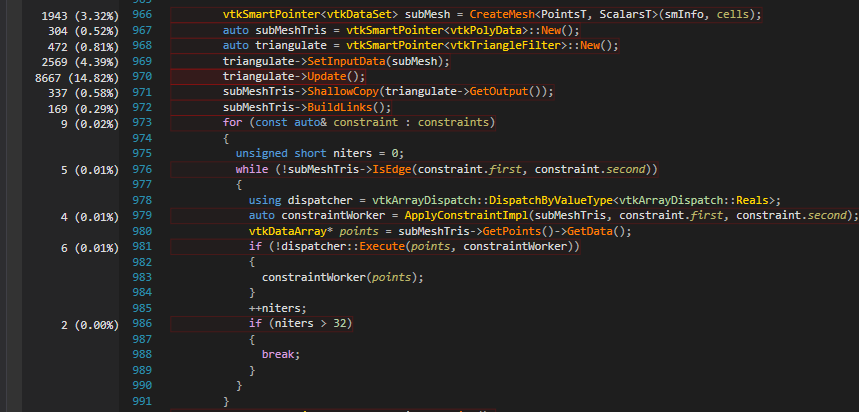 1943 (3.32%) 966 vtkSmartPointer<vtkDataSet> subMesh = CreateMesh<PointsT, ScalarsT>(smInfo, cells);
304 (0.52%) 967 auto subMeshTris = vtkSmartPointer<vtkPolyData>::New();
472 (0.81%) 968 auto triangulate = vtkSmartPointer<vtkTriangleFilter>::New();
2569 (4.39%) 969 triangulate->SetInputData(subMesh);
8667 (14.82%) 970 triangulate->Update();
337 (0.58%) 971 subMeshTris->ShallowCopy(triangulate->GetOutput());
169 (0.29%) 972 subMeshTris->BuildLinks();
9 (0.02%) 973 for (const auto& constraint : constraints)
974 {
975 unsigned short niters = 0;
5 (0.01%) 976 while (!subMeshTris->IsEdge(constraint.first, constraint.second))
977 {
978 using dispatcher = vtkArrayDispatch::DispatchByValueType<vtkArrayDispatch::Reals>;
4 (0.01%) 979 auto constraintWorker = ApplyConstraintImpl(subMeshTris, constraint.first, constraint.second);
980 vtkDataArray* points = subMeshTris->GetPoints()->GetData();
6 (0.01%) 981 if (!dispatcher::Execute(points, constraintWorker))
982 {
983 constraintWorker(points);
984 }
985 ++niters;
2 (0.00%) 986 if (niters > 32)
987 {
988 break;
989 }
990 }
991 }